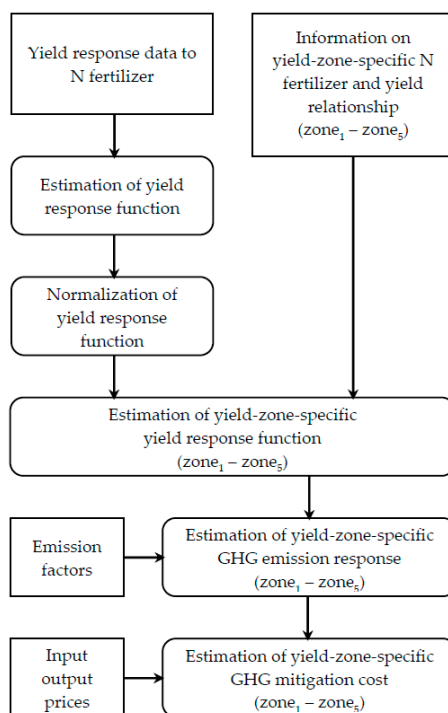 Yield response data to
N fertilizer
Information on
yield-zone-specific N
fertilizer and yield
relationship
(zone₁ – zone₅)
Estimation of yield
response function
Normalization of
yield response
function
Estimation of yield-zone-specific
yield response function
(zone₁ – zone₅)
Emission
factors
Estimation of yield-zone-specific
GHG emission response
(zone₁ – zone₅)
Input
output
prices
Estimation of yield-zone-specific
GHG mitigation cost
(zone₁ – zone₅)